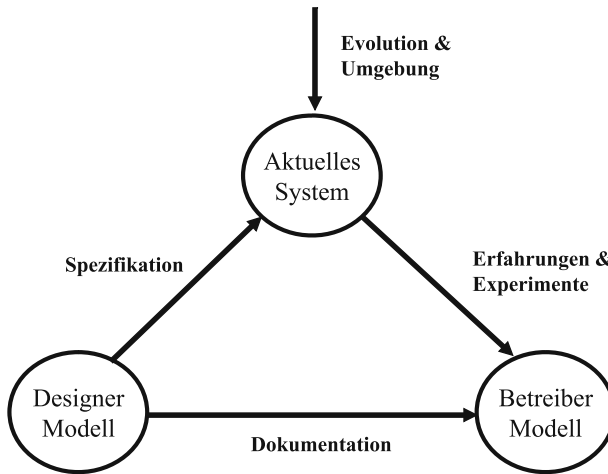 Evolution &
Umgebung
Aktuelles
System
Spezifikation
Erfahrungen &
Experimente
Designer
Modell
Betreiber
Modell
Dokumentation